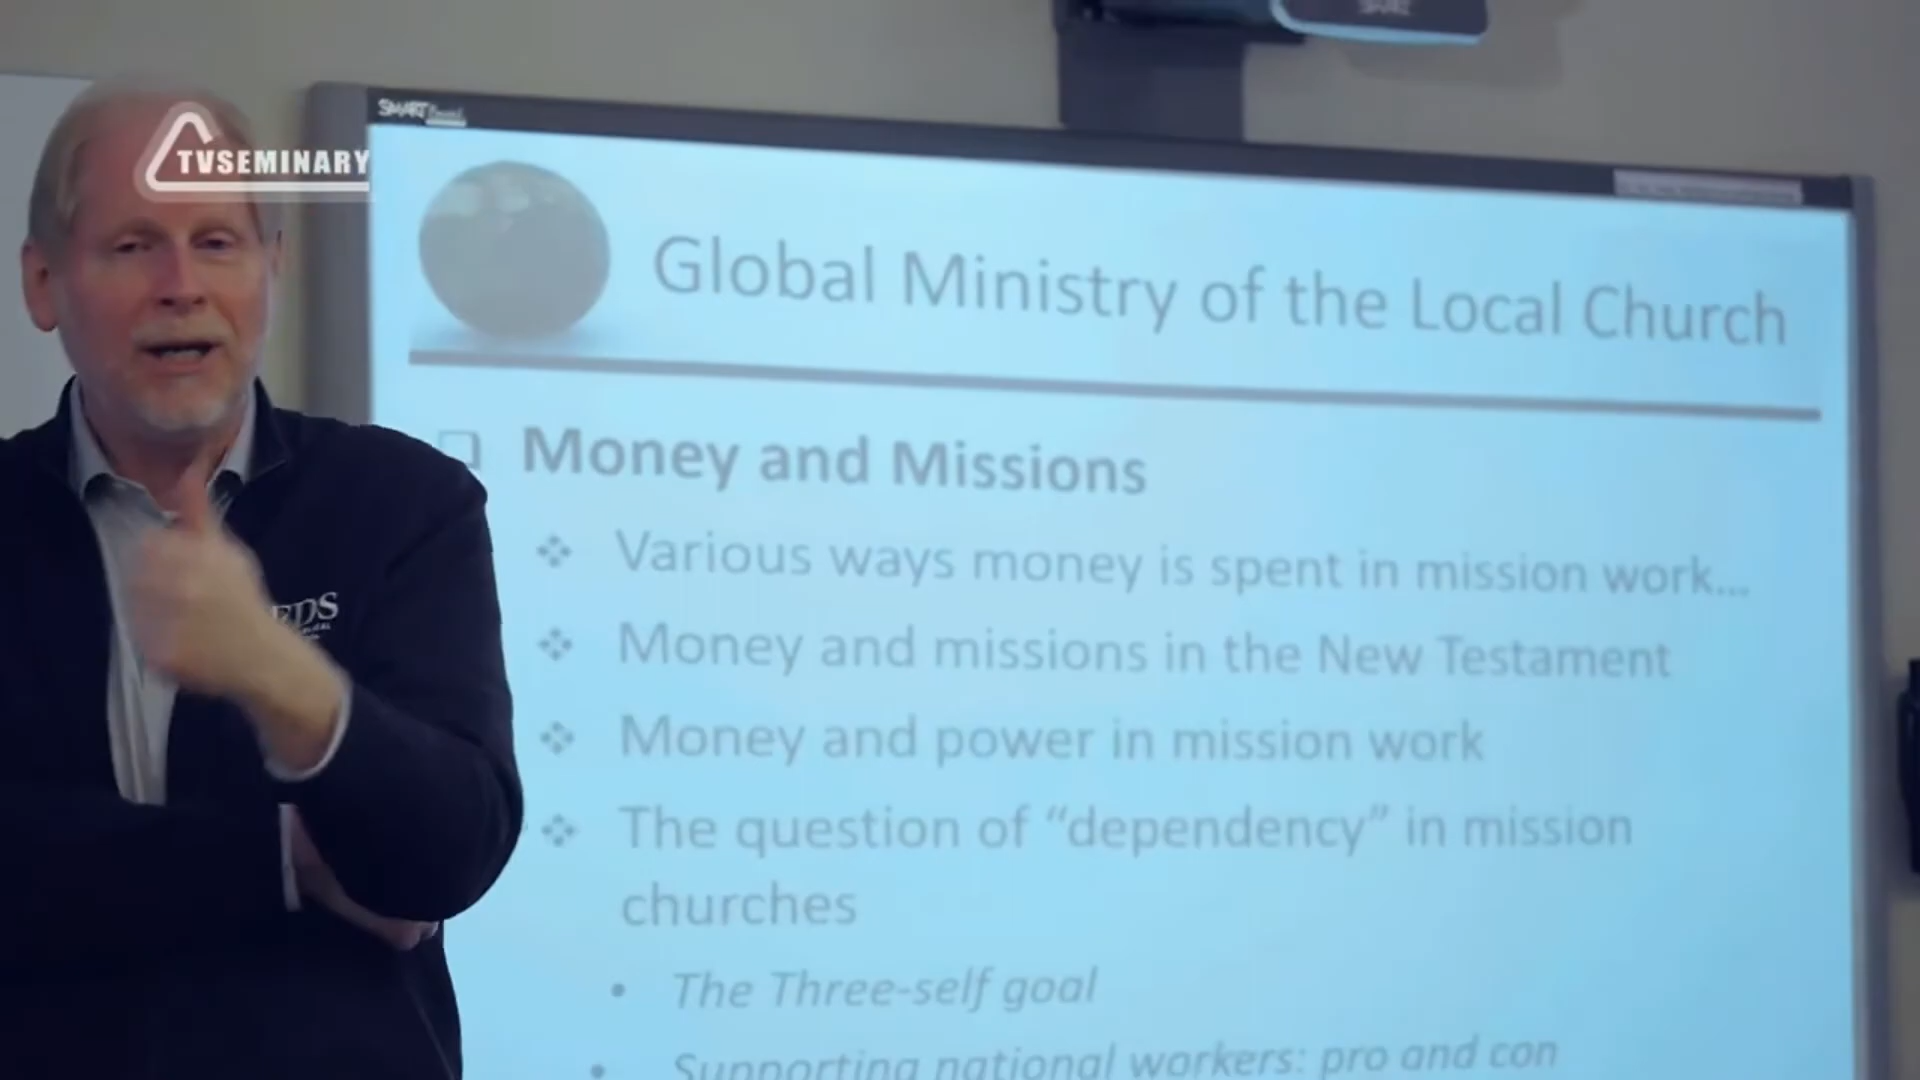 SMART Board
TVSEMINARY
Global Ministry of the Local Church
Money and Missions
Various ways money is spent in mission work...
Money and missions in the New Testament
Money and power in mission work
The question of “dependency” in mission
churches
The Three-self goal
Supporting national workers: pro and con